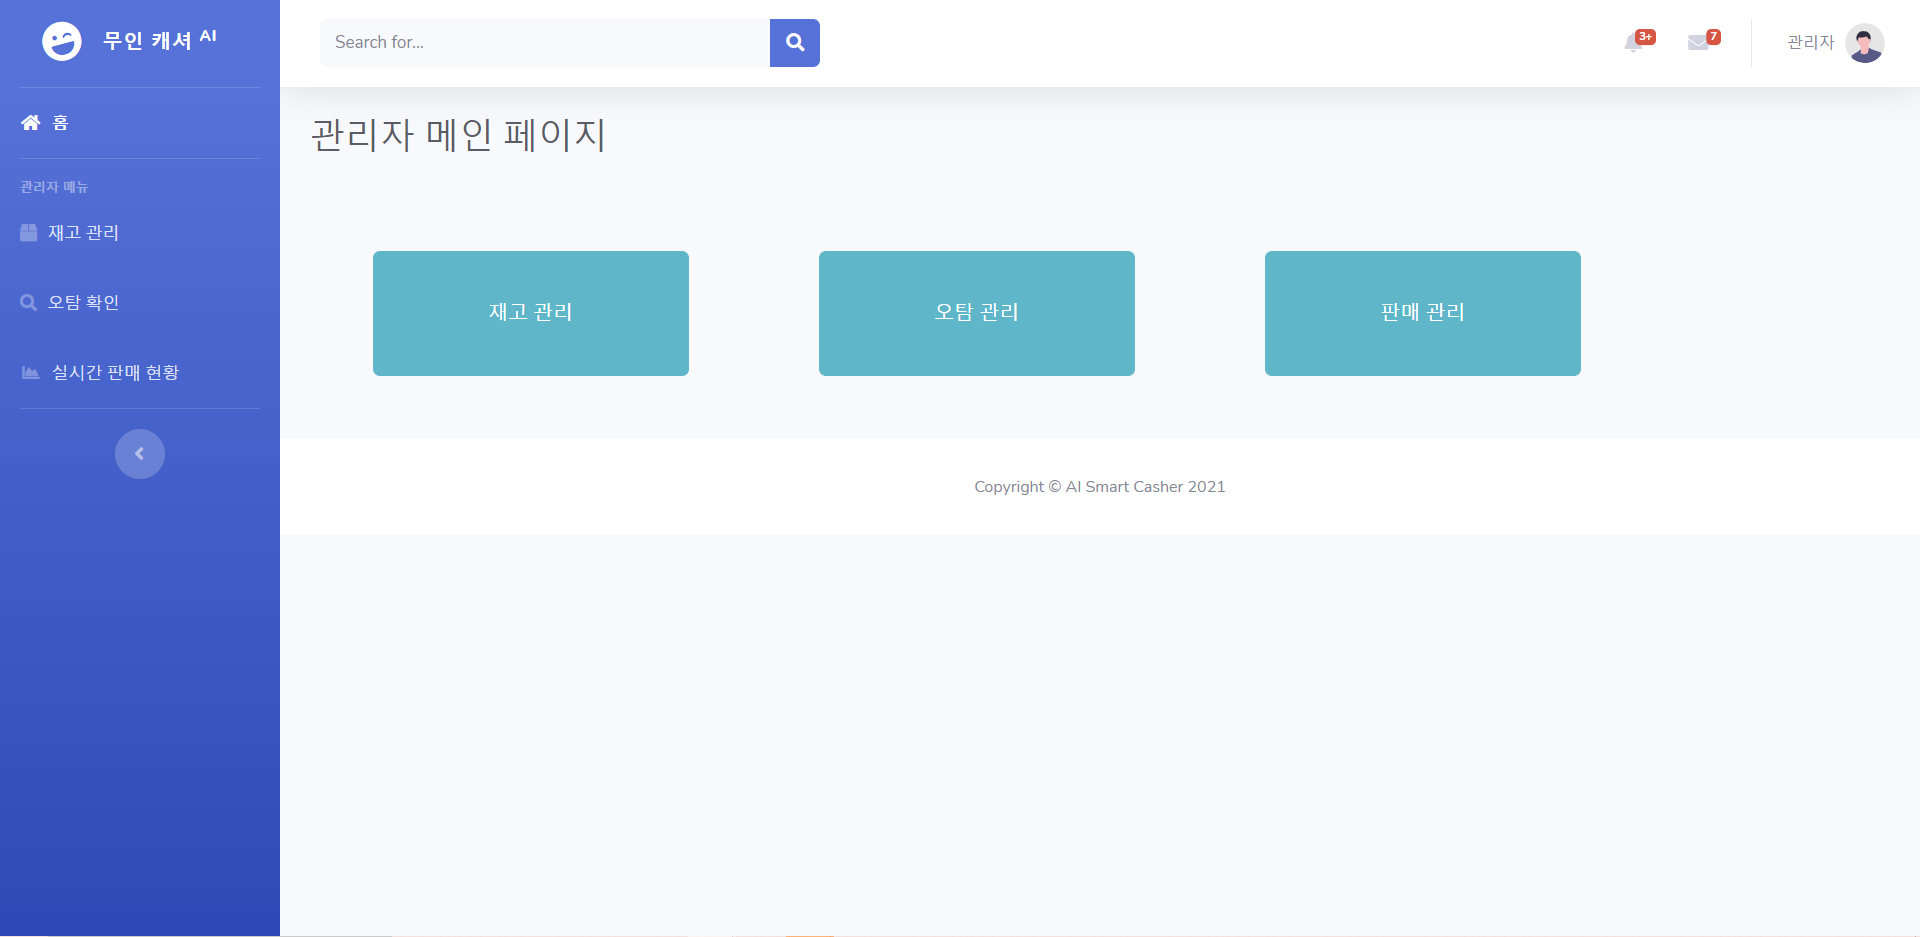 무인 캐셔 AI
홈
관리자 메뉴
재고 관리
오탐 확인
실시간 판매 현황
Search for...
3+
7
관리자
관리자 메인 페이지
재고 관리
오탐 관리
판매 관리
Copyright © AI Smart Casher 2021